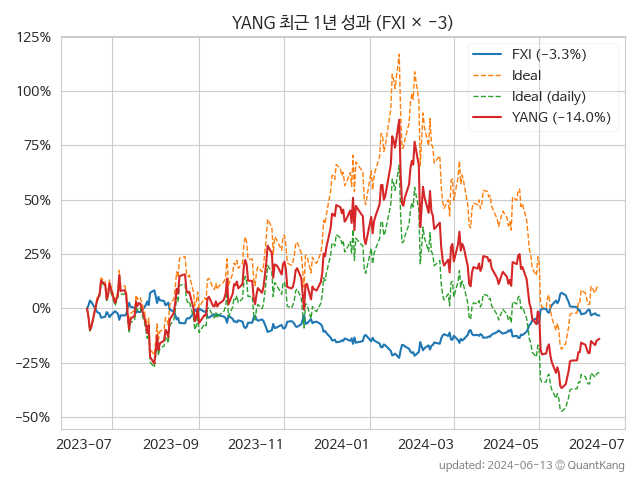 YANG 최근 1년 성과 (FXI × −3)
125%
100%
75%
50%
25%
0%
−25%
−50%
FXI (−3.3%)
Ideal
Ideal (daily)
YANG (−14.0%)
2023−07
2023−09
2023−11
2024−01
2024−03
2024−05
2024−07
updated: 2024-06-13 ⓒ QuantKang